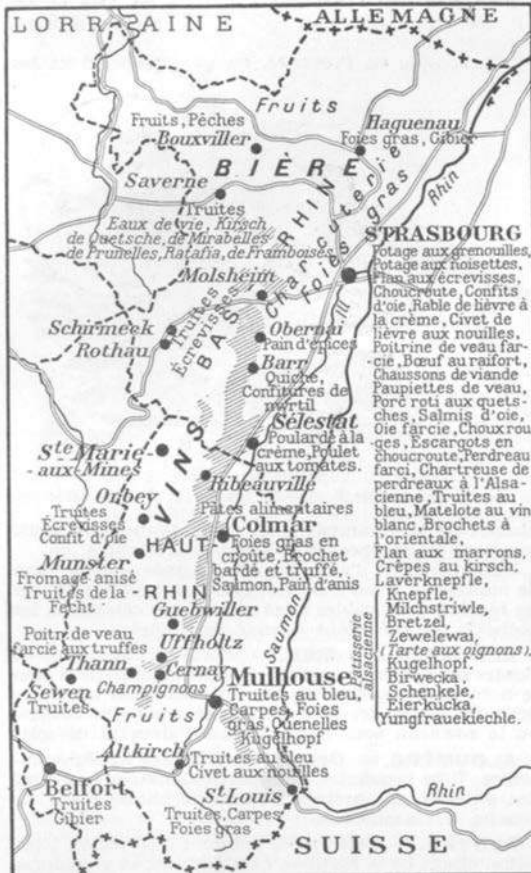 LORRAINE
ALLEMAGNE
Fruits
Fruits, Pêches
Bouxviller
Haguenau
Foies gras, Gibier
BIÈRE
Saverne
Truites
Rhin
Eaux de vie, Kirsch
de Quetsche, de Mirabelles
de Prunelles, Ratafia, de Framboises
BAS-RHIN
Charcuterie
Foies gras
Molsheim
Ill
Schirmeck
Rothau
Truites
Écrevisses
Obernai
Pain d'épices
Barr
Quiche,
Confitures de
myrtil
Sélestat
Poularde à la
crème, Poulet
aux tomates.
Ste Marie-
aux-Mines
VINS
Ribeauvillé
Pâtes alimentaires
Orbey
Truites
Écrevisses
Confit d'oie
Colmar
Foies gras en
croûte, Brochet
bardé et truffé,
Saumon, Pain d'anis
HAUT-
-RHIN
Munster
Fromage anisé
Truites de la
Fecht
Guebwiller
Poitr. de veau
farcie aux truffes
Uffholtz
Thann
Cernay
Champignons
Sewen
Truites
Saumon
Mulhouse
Truites au bleu,
Carpes, Foies
gras, Quenelles
Kugelhopf
Fruits
Altkirch
Truites au bleu
Civet aux nouilles
Belfort
Truites
Gibier
St Louis
Truites, Carpes
Foies gras
Rhin
SUISSE
STRASBOURG
Potage aux grenouilles,
Potage aux noisettes,
Flan aux écrevisses,
Choucroute, Confits
d'oie, Rable de lièvre à
la crème, Civet de
lièvre aux nouilles,
Poitrine de veau far-
cie, Bœuf au raifort,
Chaussons de viande
Paupiettes de veau,
Porc roti aux quets-
ches, Salmis d'oie,
Oie farcie, Choux rou
ges, Escargots en
choucroute, Perdreau
farci, Chartreuse de
perdreaux à l'Alsa-
cienne, Truites au
bleu, Matelote au vin
blanc, Brochets à
l'orientale,
Flan aux marrons,
Crêpes au kirsch,
Pâtisserie
alsacienne
Laverknepfle,
Knepfle,
Milchstriwle,
Bretzel,
Zewelewai,
(Tarte aux oignons),
Kugelhopf,
Birwecka,
Schenkele,
Eierkücka,
Yungfrauekiechle.